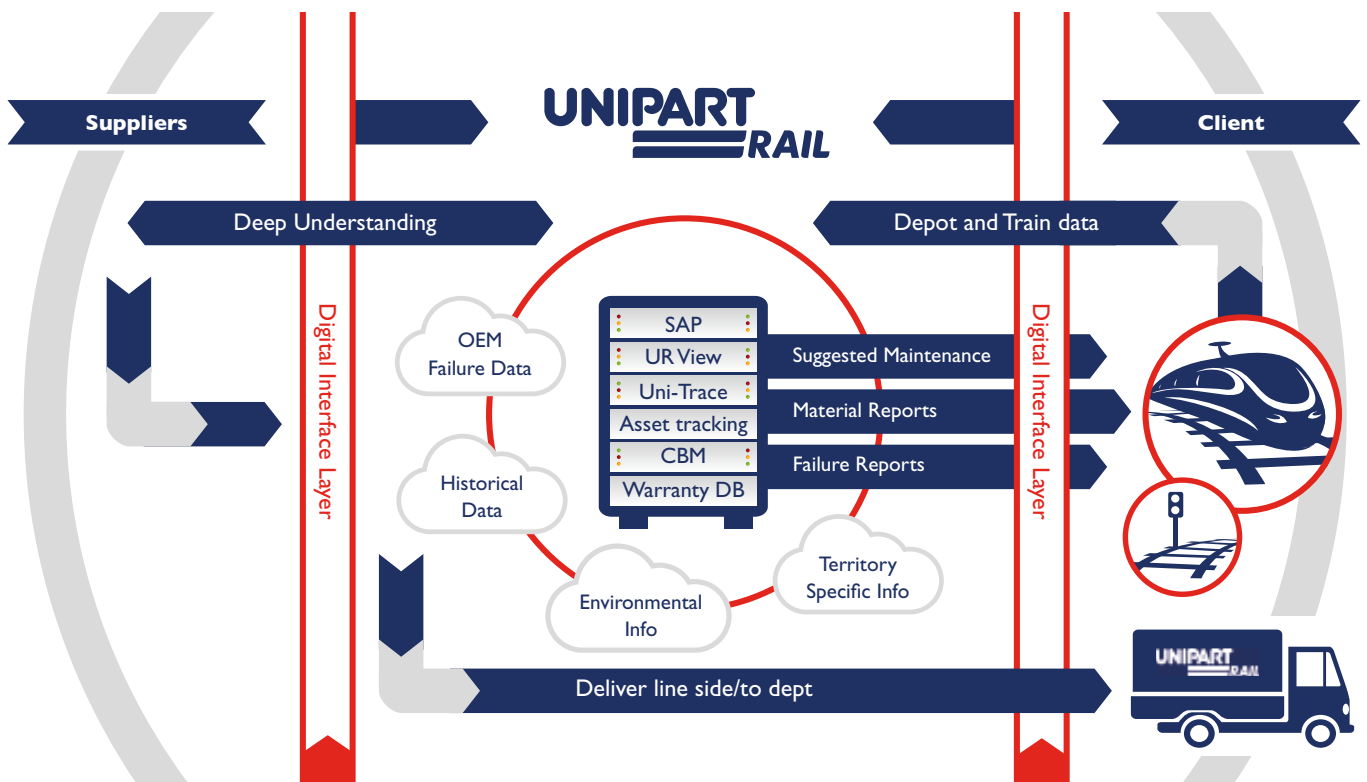 UNIPART
RAIL
Suppliers
Client
Deep Understanding
Depot and Train data
Digital Interface Layer
Digital Interface Layer
OEM
Failure Data
SAP
UR View
Uni-Trace
Asset tracking
CBM
Warranty DB
Suggested Maintenance
Material Reports
Failure Reports
Historical
Data
Territory
Specific Info
Environmental
Info
Deliver line side/to dept
UNIPART
RAIL